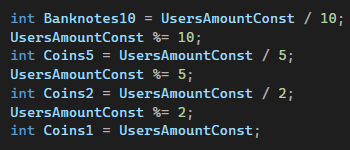 int Banknotes10 = UsersAmountConst / 10;
UsersAmountConst %= 10;
int Coins5 = UsersAmountConst / 5;
UsersAmountConst %= 5;
int Coins2 = UsersAmountConst / 2;
UsersAmountConst %= 2;
int Coins1 = UsersAmountConst;